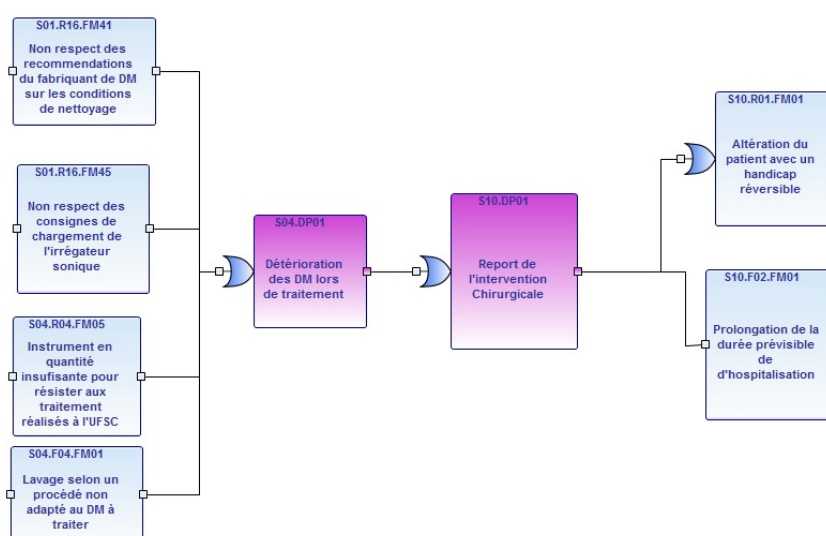 S01.R16.FM41
Non respect des
recommendations
du fabriquant de DM
sur les conditions
de nettoyage
S01.R16.FM45
Non respect des
consignes de
chargement de
l'irrégateur
sonique
S04.R04.FM05
Instrument en
quantité
insufisante pour
résister aux
traitement
réalisés à l'UFSC
S04.F04.FM01
Lavage selon un
procédé non
adapté au DM à
traiter
S04.DP01
Détérioration
des DM lors
de traitement
S10.DP01
Report de
l'intervention
Chirurgicale
S10.R01.FM01
Altération du
patient avec un
handicap
réversible
S10.F02.FM01
Prolongation de la
durée prévisible
de
d'hospitalisation